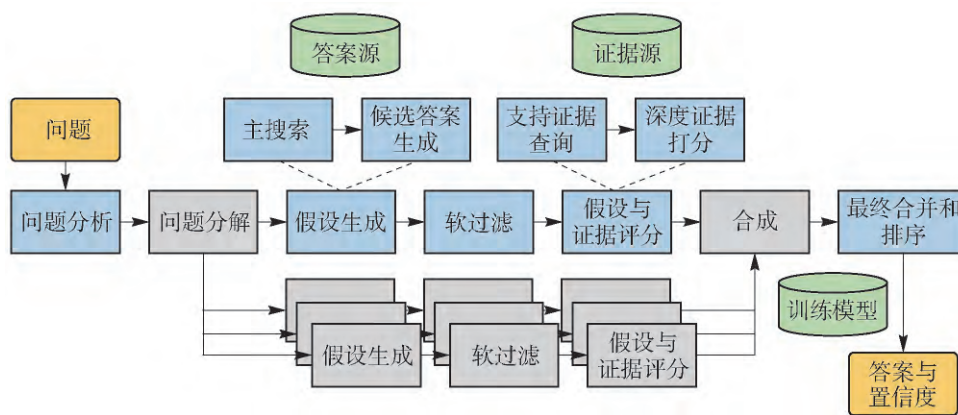 答案源
证据源
主搜索
候选答案
生成
支持证据
查询
深度证据
打分
问题
问题分析
问题分解
假设生成
软过滤
假设与
证据评分
合成
最终合并和
排序
训练模型
假设生成
软过滤
假设与
证据评分
答案与
置信度